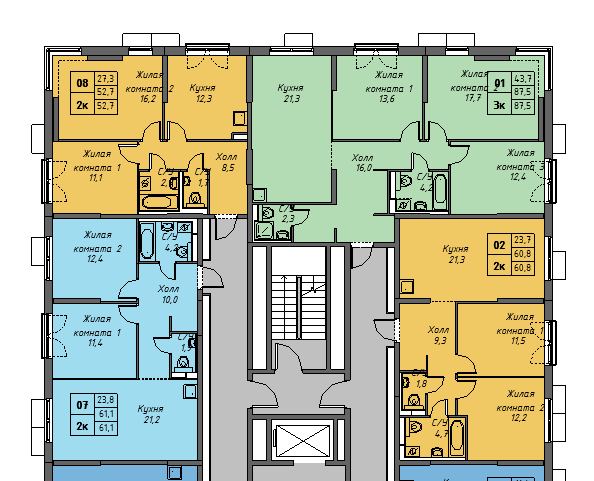 08
27,3
52,7
2к
52,7
Жилая
комната 2
16,2
Кухня
12,3
Кухня
21,3
Жилая
комната 1
13,6
Жилая
комната 2
17,7
01
43,7
87,5
3к
87,5
Жилая
комната 1
11,1
С/У
2,
С/У
1,7
Холл
8,5
Холл
16,0
С/У
4,2
Жилая
комната 3
12,4
С/У
2,3
Жилая
комната 2
12,4
С/У
4,2
Холл
10,0
Кухня
21,3
02
23,7
60,8
2к
60,8
Жилая
комната 1
11,4
С/У
1,9
Холл
9,3
Жилая
комната 1
11,5
С/У
1,8
07
23,8
61,1
2к
61,1
Кухня
21,2
С/У
4,7
Жилая
комната 2
12,2